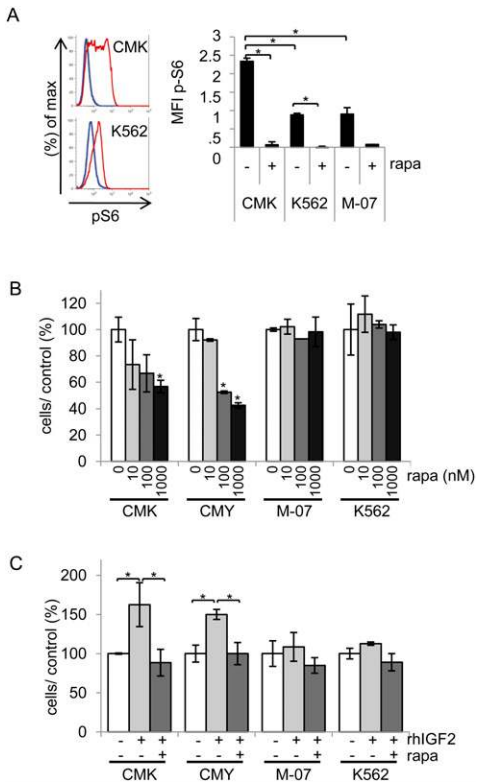 A
(%) of max
CMK
K562
pS6
MFI p-S6
2.5
2
1.5
1
0.5
0
- + - + - + rapa
CMK K562 M-07
* * * *
B
cells/ control (%)
120
100
80
60
40
20
0
* * *
0 10 100 1000 0 10 100 1000 0 10 100 1000 0 10 100 1000 rapa (nM)
CMK CMY M-07 K562
C
cells/ control (%)
200
150
100
50
0
* * * *
- + + - + + - + + - + + rhIGF2
- - + - - + - - + - - + rapa
CMK CMY M-07 K562